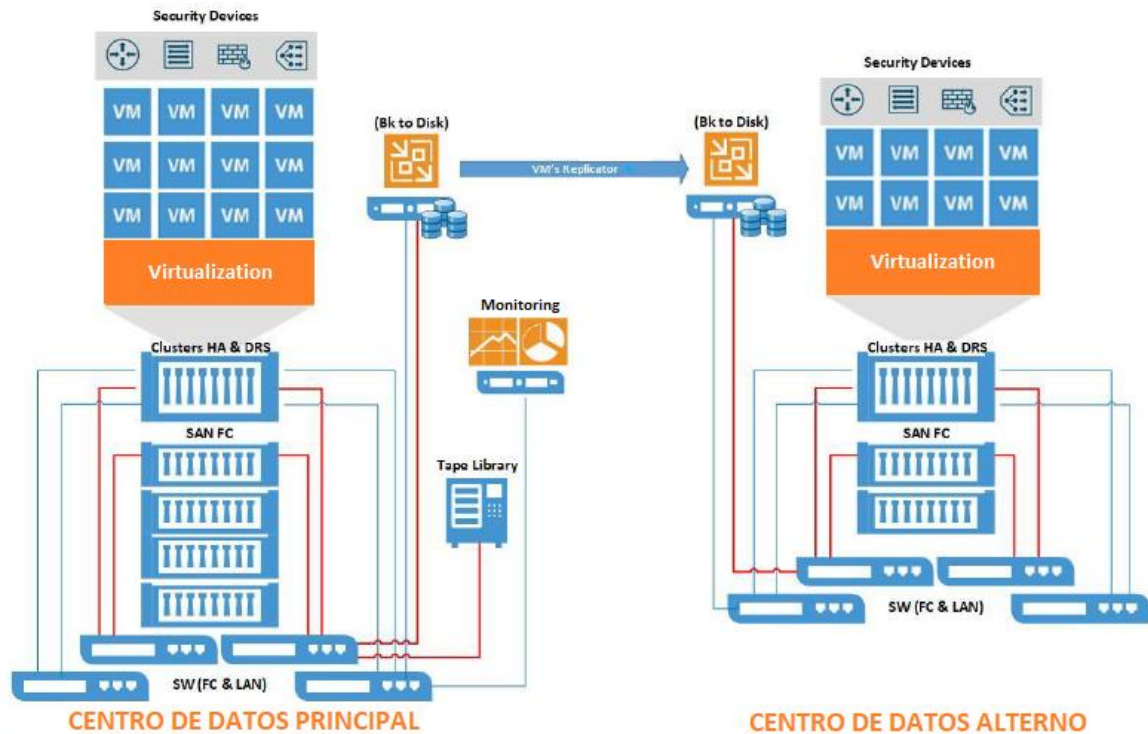 Security Devices
VM VM VM VM
VM VM VM VM
VM VM VM VM
Virtualization
Clusters HA & DRS
SAN FC
SW (FC & LAN)
CENTRO DE DATOS PRINCIPAL
(Bk to Disk)
VM's Replicator
Monitoring
Tape Library
(Bk to Disk)
Security Devices
VM VM VM VM
VM VM VM VM
Virtualization
Clusters HA & DRS
SAN FC
SW (FC & LAN)
CENTRO DE DATOS ALTERNO